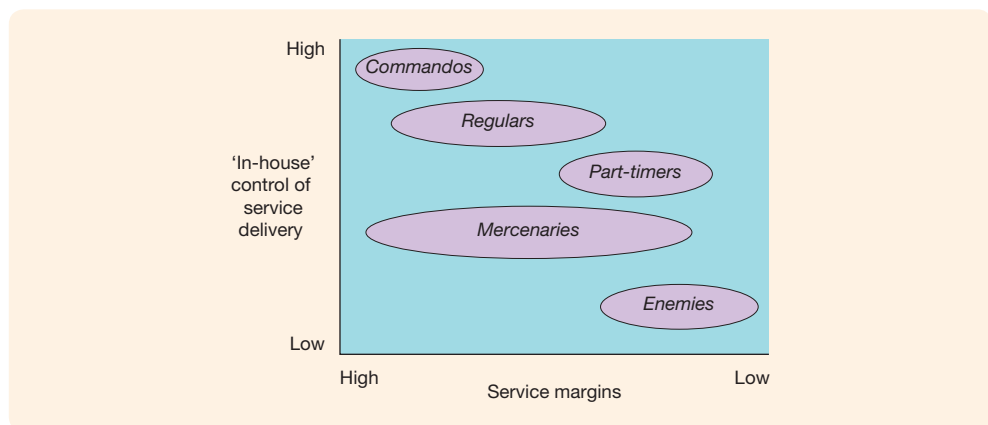 High
Commandos
Regulars
Part-timers
‘In-house’
control of
service
delivery
Mercenaries
Enemies
Low
High
Low
Service margins